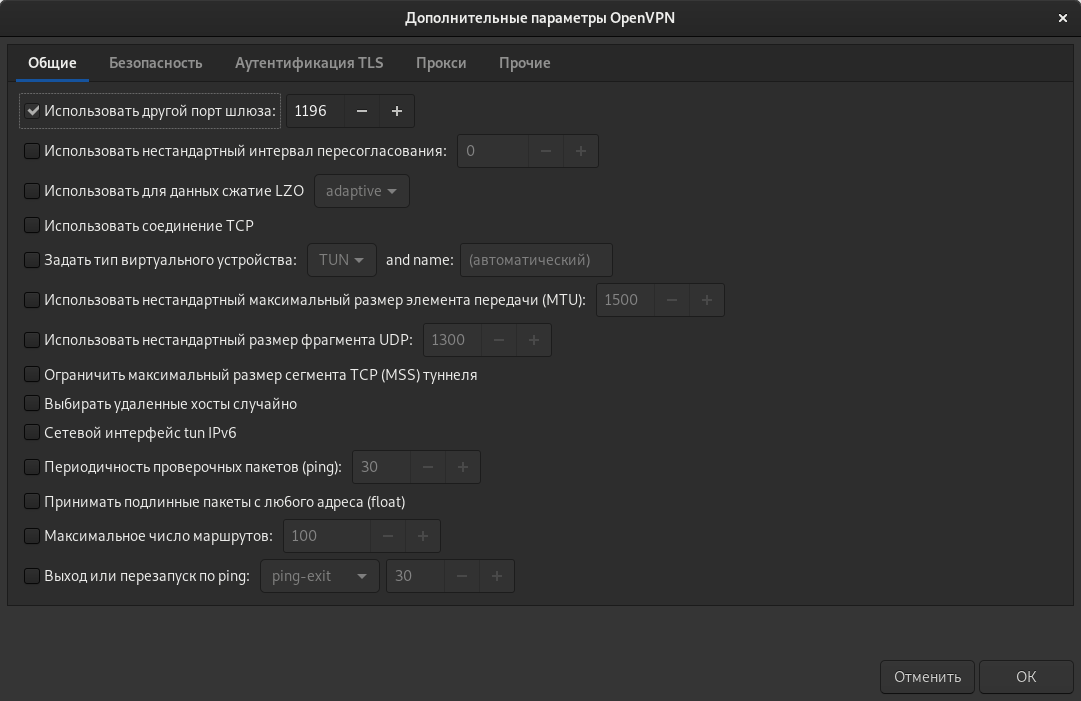 Дополнительные параметры OpenVPN
Общие Безопасность Аутентификация TLS Прокси Прочие
Использовать другой порт шлюза: 1196
Использовать нестандартный интервал пересогласования: 0
Использовать для данных сжатие LZO adaptive
Использовать соединение TCP
Задать тип виртуального устройства: TUN and name: (автоматический)
Использовать нестандартный максимальный размер элемента передачи (MTU): 1500
Использовать нестандартный размер фрагмента UDP: 1300
Ограничить максимальный размер сегмента TCP (MSS) туннеля
Выбирать удаленные хосты случайно
Сетевой интерфейс tun IPv6
Периодичность проверочных пакетов (ping): 30
Принимать подлинные пакеты с любого адреса (float)
Максимальное число маршрутов: 100
Выход или перезапуск по ping: ping-exit 30
Отменить OK